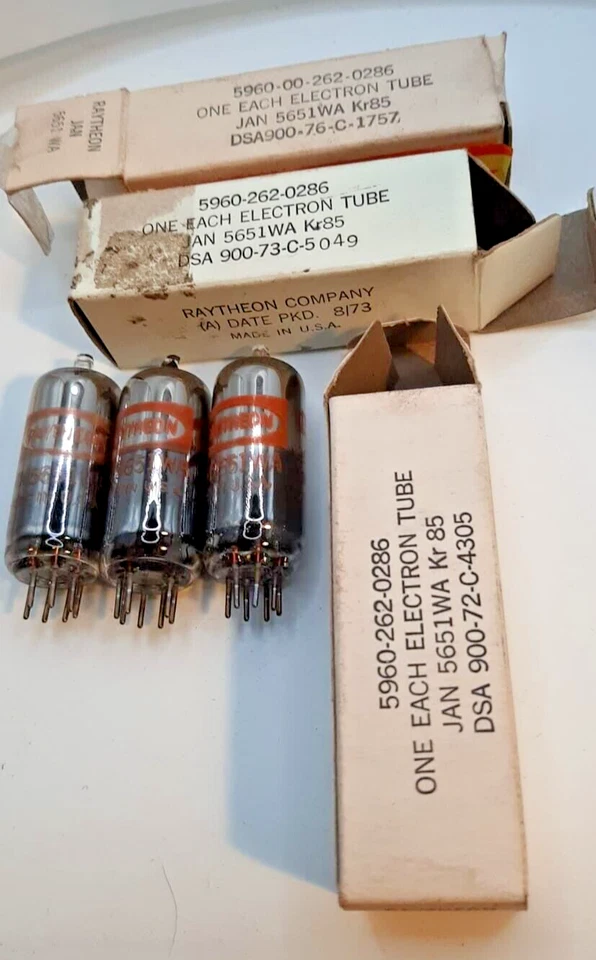 5960-00-262-0286
ONE EACH ELECTRON TUBE
JAN 5651WA Kr85
DSA900-76-C-1757
RAYTHEON
JAN
5651 WA
5960-262-0286
ONE EACH ELECTRON TUBE
JAN 5651WA Kr85
DSA 900-73-C-5049
RAYTHEON COMPANY
(A) DATE PKD. 8/73
MADE IN U.S.A.
RAYTHEON
5651WA
5960-262-0286
ONE EACH ELECTRON TUBE
JAN 5651WA Kr 85
DSA 900-72-C-4305